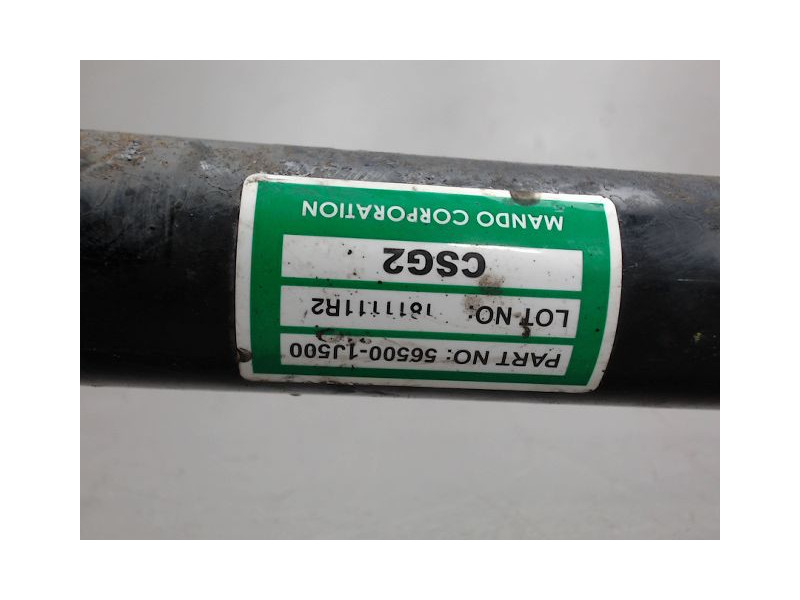 PART NO: 56500-1J500
LOT NO:
CSG2
MANDO CORPORATION